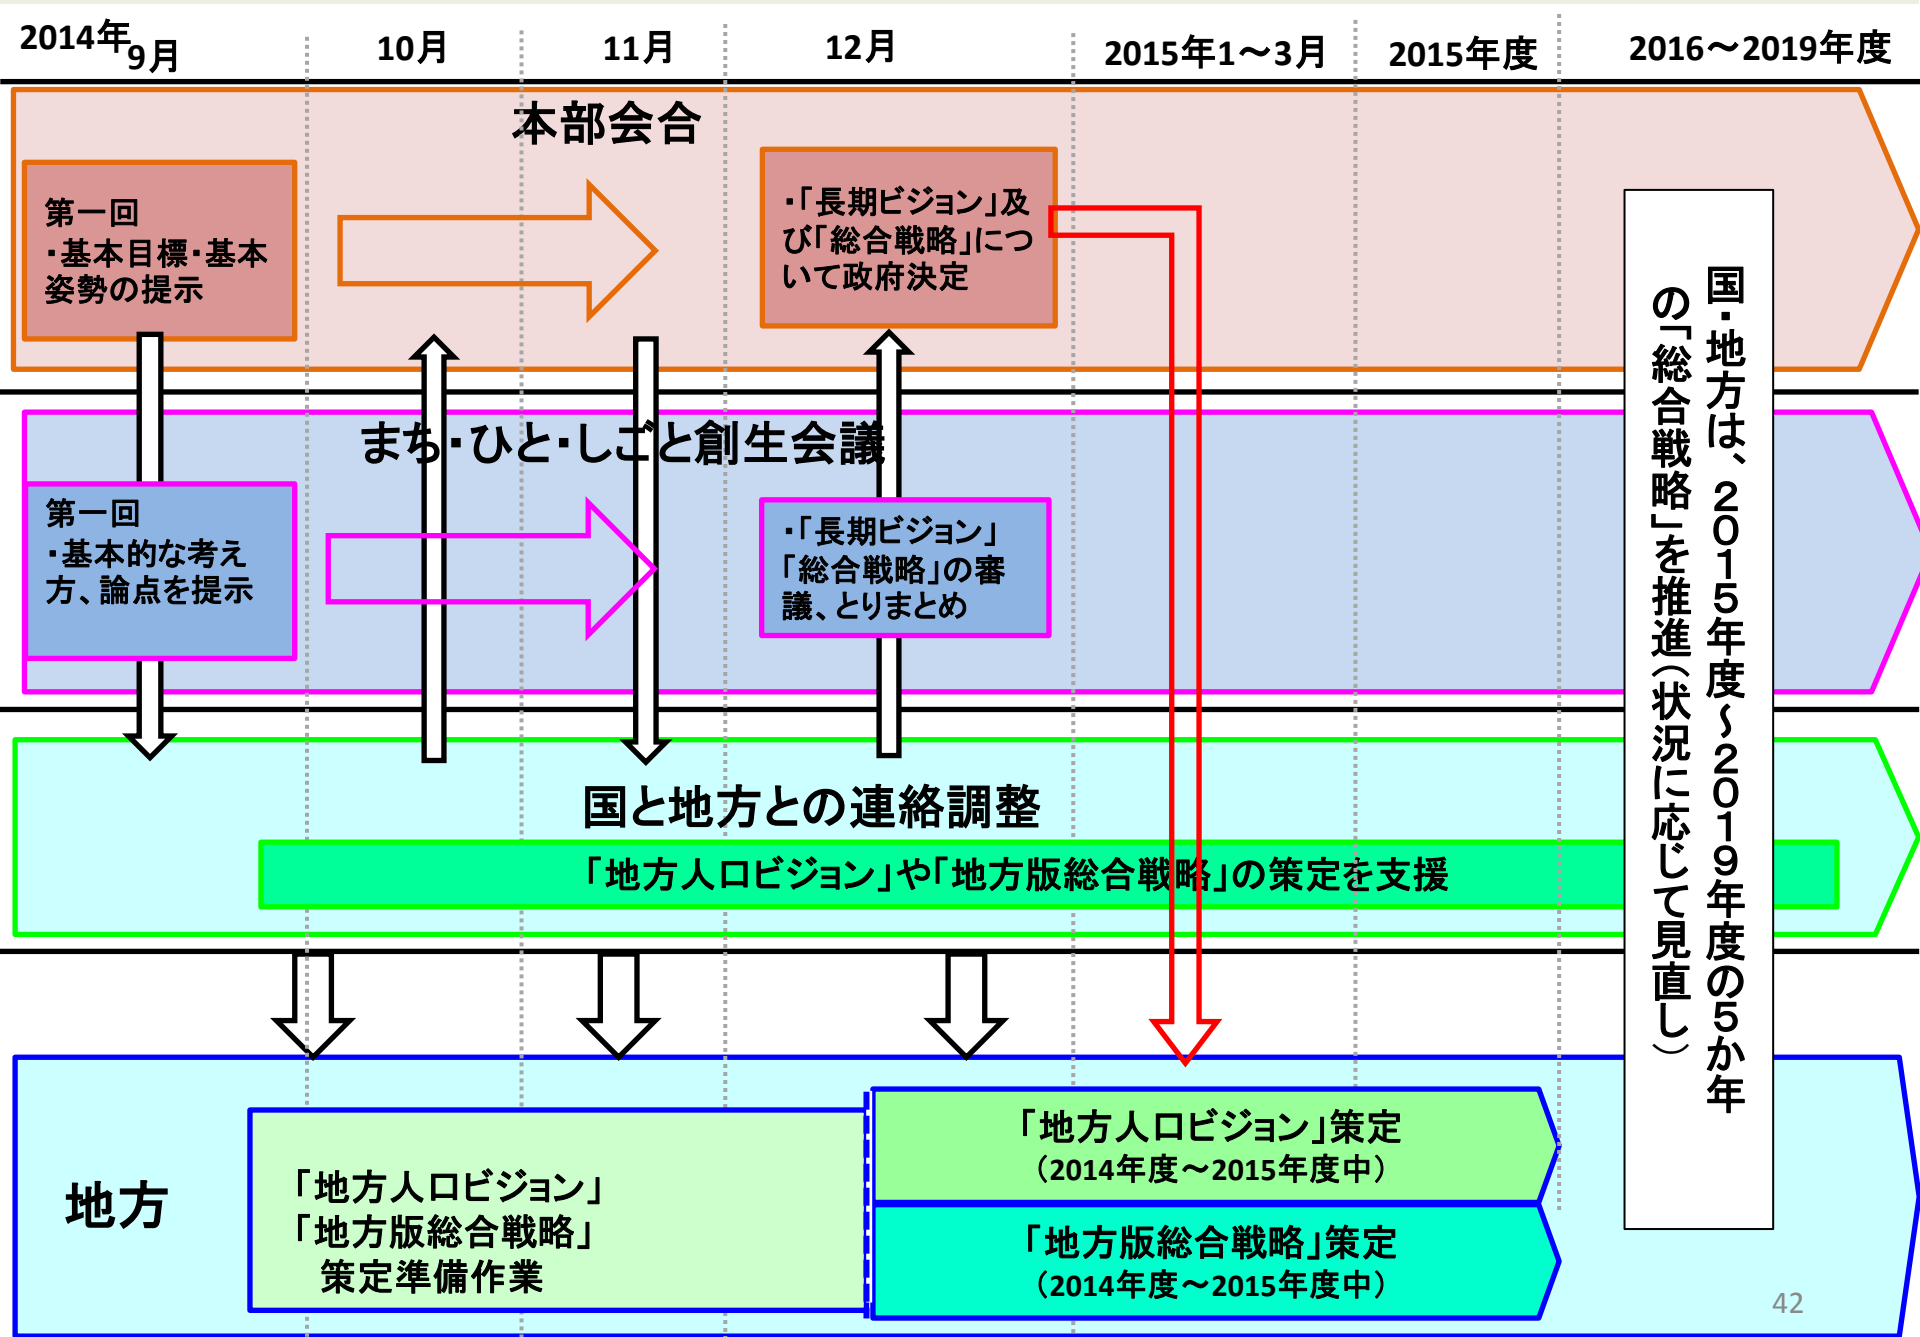 2014年
9月
10月
11月
12月
2015年1～3月
2015年度
2016～2019年度
本部会合
第一回
・基本目標・基本
姿勢の提示
・「長期ビジョン」及
び「総合戦略」につ
いて政府決定
まち・ひと・しごと創生会議
第一回
・基本的な考え
方、論点を提示
・「長期ビジョン」
「総合戦略」の審
議、とりまとめ
国と地方との連絡調整
「地方人口ビジョン」や「地方版総合戦略」の策定を支援
地方
「地方人口ビジョン」
「地方版総合戦略」
策定準備作業
「地方人口ビジョン」策定
（2014年度～2015年度中）
「地方版総合戦略」策定
（2014年度～2015年度中）
国・地方は、２０１５年度～２０１９年度の５か年
の「総合戦略」を推進（状況に応じて見直し）
42